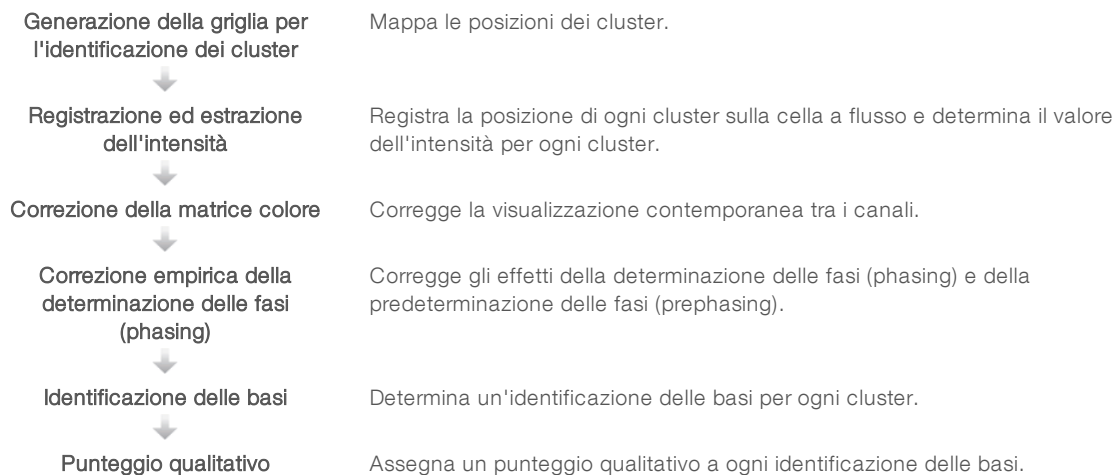 Generazione della griglia per
l'identificazione dei cluster
Mappa le posizioni dei cluster.
Registrazione ed estrazione
dell'intensità
Registra la posizione di ogni cluster sulla cella a flusso e determina il valore
dell'intensità per ogni cluster.
Correzione della matrice colore
Corregge la visualizzazione contemporanea tra i canali.
Correzione empirica della
determinazione delle fasi
(phasing)
Corregge gli effetti della determinazione delle fasi (phasing) e della
predeterminazione delle fasi (prephasing).
Identificazione delle basi
Determina un'identificazione delle basi per ogni cluster.
Punteggio qualitativo
Assegna un punteggio qualitativo a ogni identificazione delle basi.